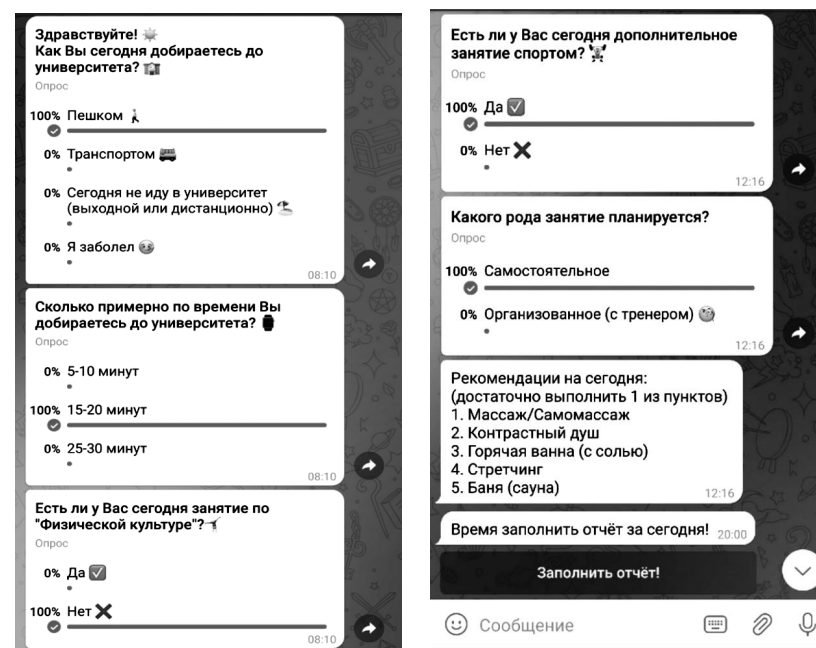 Здравствуйте! ☀️
Как Вы сегодня добираетесь до
университета? 🏫
Опрос
100% Пешком 🚶
0% Транспортом 🚌
0% Сегодня не иду в университет
(выходной или дистанционно) 🏖
0% Я заболел 🤒
08:10
Сколько примерно по времени Вы
добираетесь до университета? ⌚
Опрос
0% 5-10 минут
100% 15-20 минут
0% 25-30 минут
08:10
Есть ли у Вас сегодня занятие по
"Физической культуре"?🤸
Опрос
0% Да ☑️
100% Нет ❌
08:10
Есть ли у Вас сегодня дополнительное
занятие спортом? 🏋
Опрос
100% Да ☑️
0% Нет ❌
12:16
Какого рода занятие планируется?
Опрос
100% Самостоятельное
0% Организованное (с тренером) 🧐
12:16
Рекомендации на сегодня:
(достаточно выполнить 1 из пунктов)
1. Массаж/Самомассаж
2. Контрастный душ
3. Горячая ванна (с солью)
4. Стретчинг
5. Баня (сауна)
12:16
Время заполнить отчёт за сегодня! 20:00
Заполнить отчёт!
Сообщение